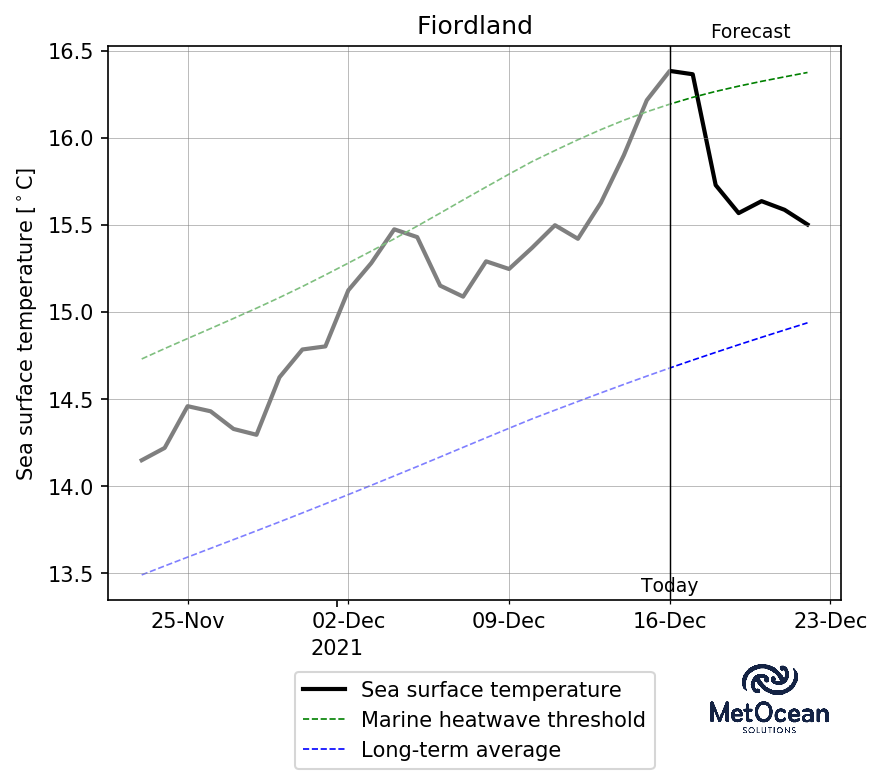 Fiordland
Forecast
Sea surface temperature [°C]
16.5
16.0
15.5
15.0
14.5
14.0
13.5
Today
25-Nov
02-Dec
09-Dec
16-Dec
23-Dec
2021
Sea surface temperature
Marine heatwave threshold
Long-term average
MetOcean
SOLUTIONS